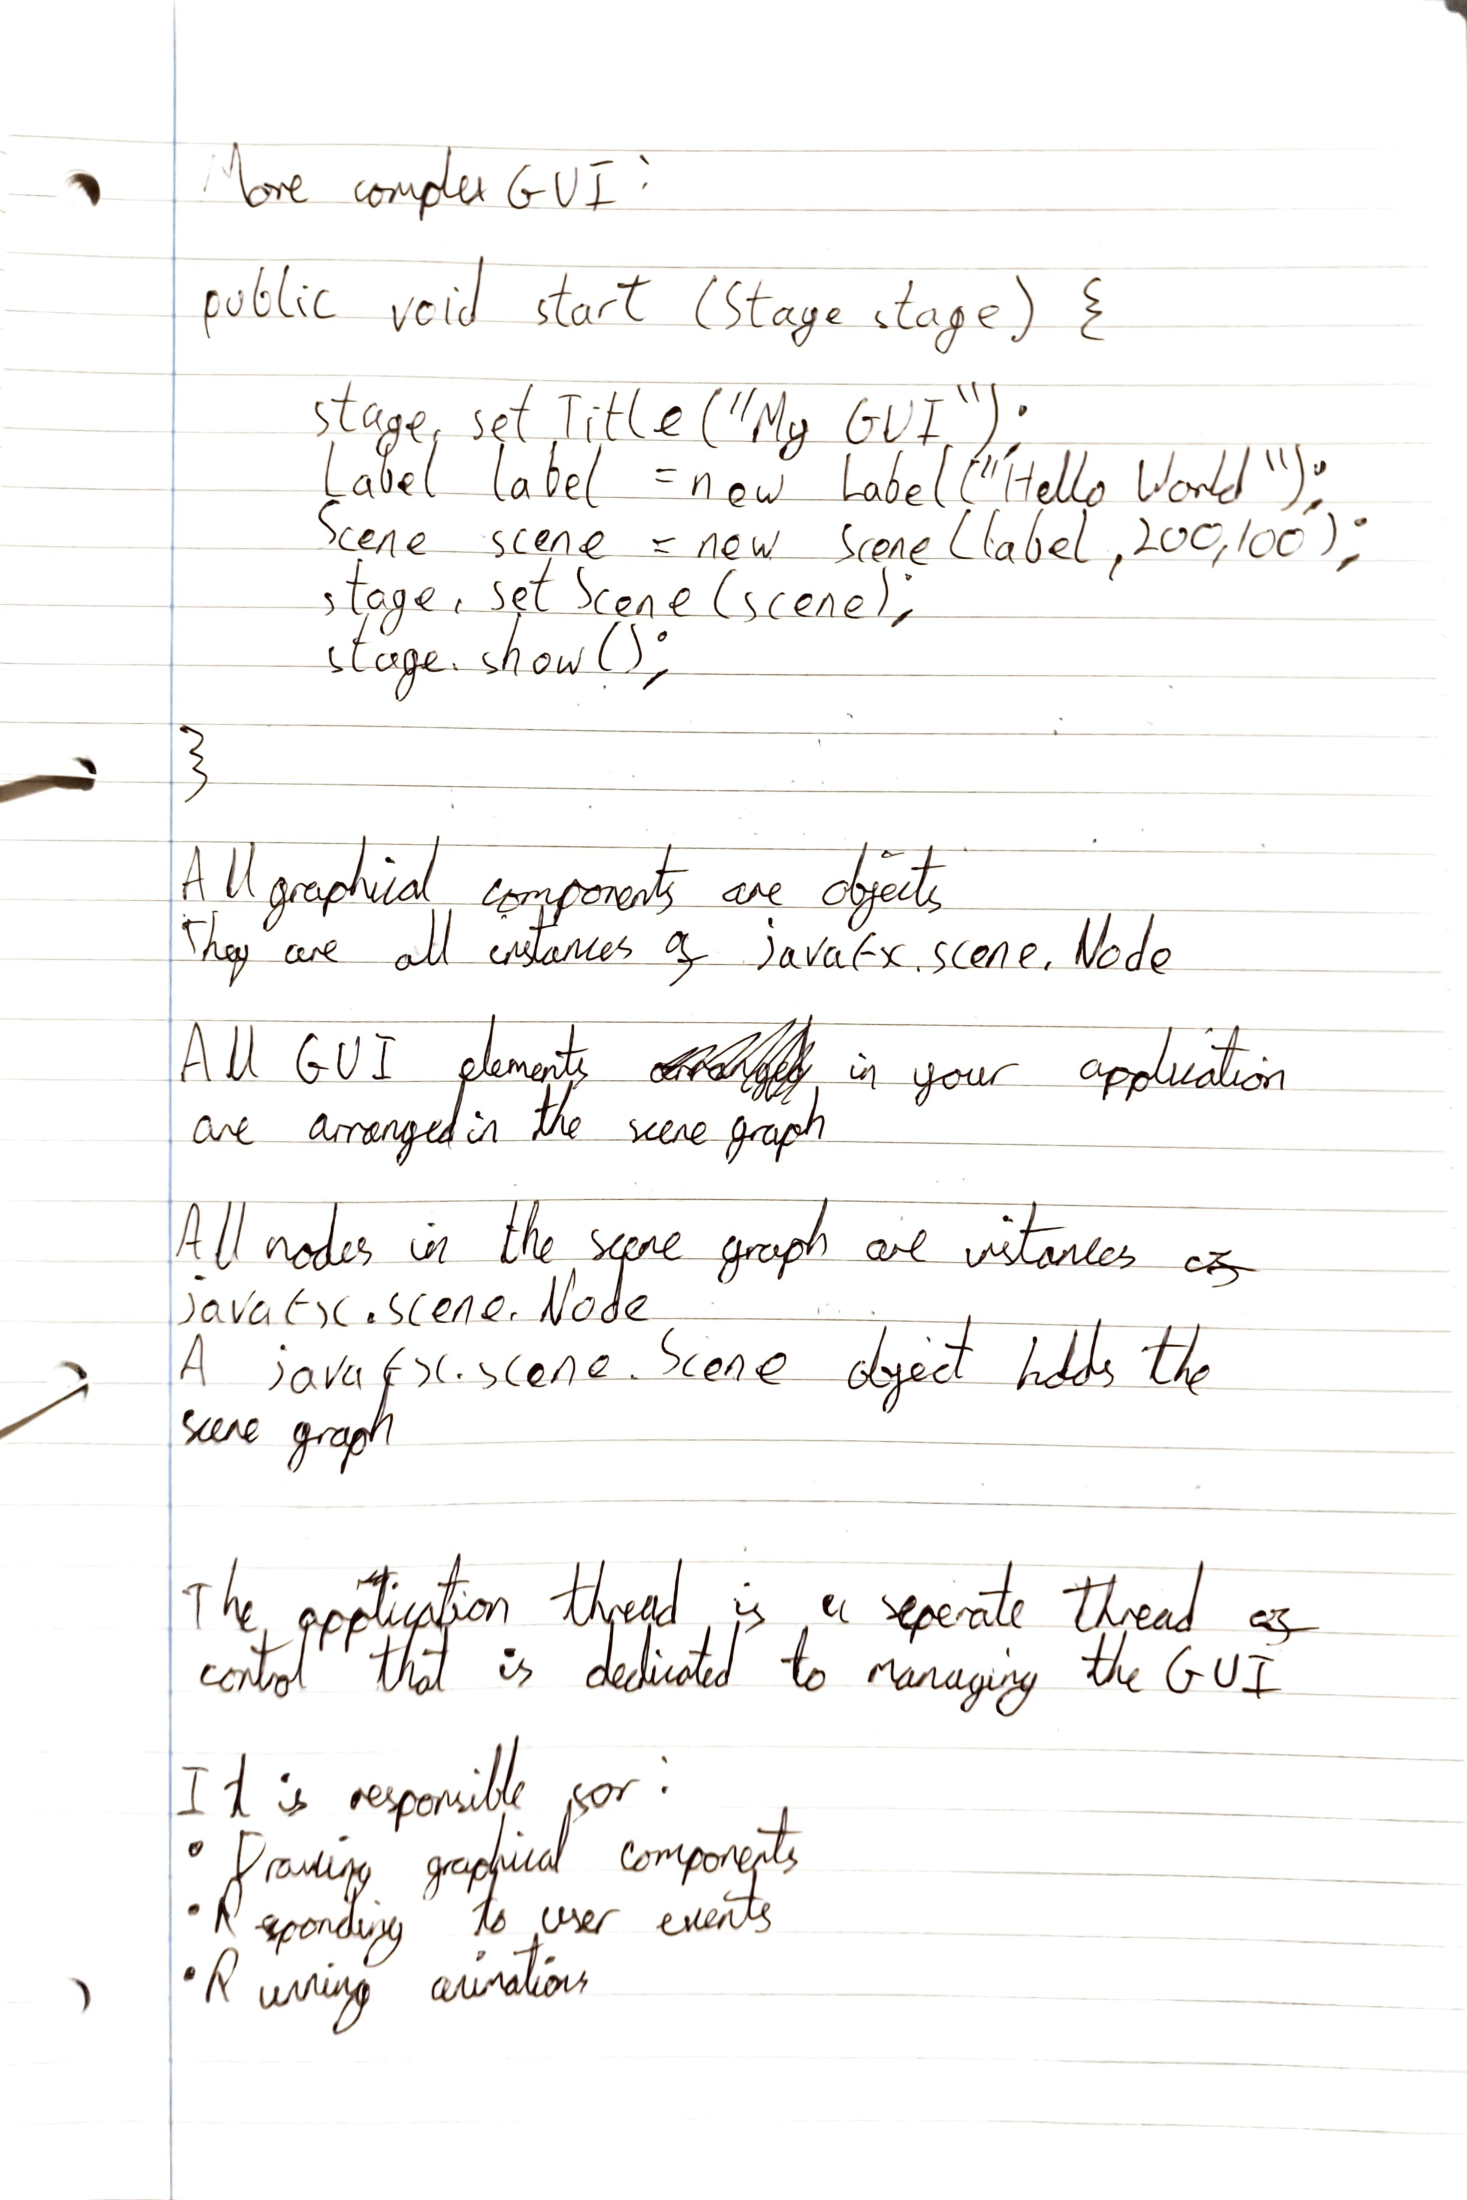 More complex GUI:
public void start (Stage stage) {
stage.setTitle("My GUI");
Label label = new Label("Hello World");
Scene scene = new Scene(label,200,100);
stage.setScene(scene);
stage.show();
}
All graphical components are objects
They are all instances of javafx.scene.Node
All GUI elements in your application
are arranged in the scene graph
All nodes in the scene graph are instances of
javafx.scene.Node
A javafx.scene.Scene object holds the
scene graph
The application thread is a seperate thread of
control that is dedicated to managing the GUI
It is responsible for:
• Drawing graphical components
• Responding to user events
• Running animations